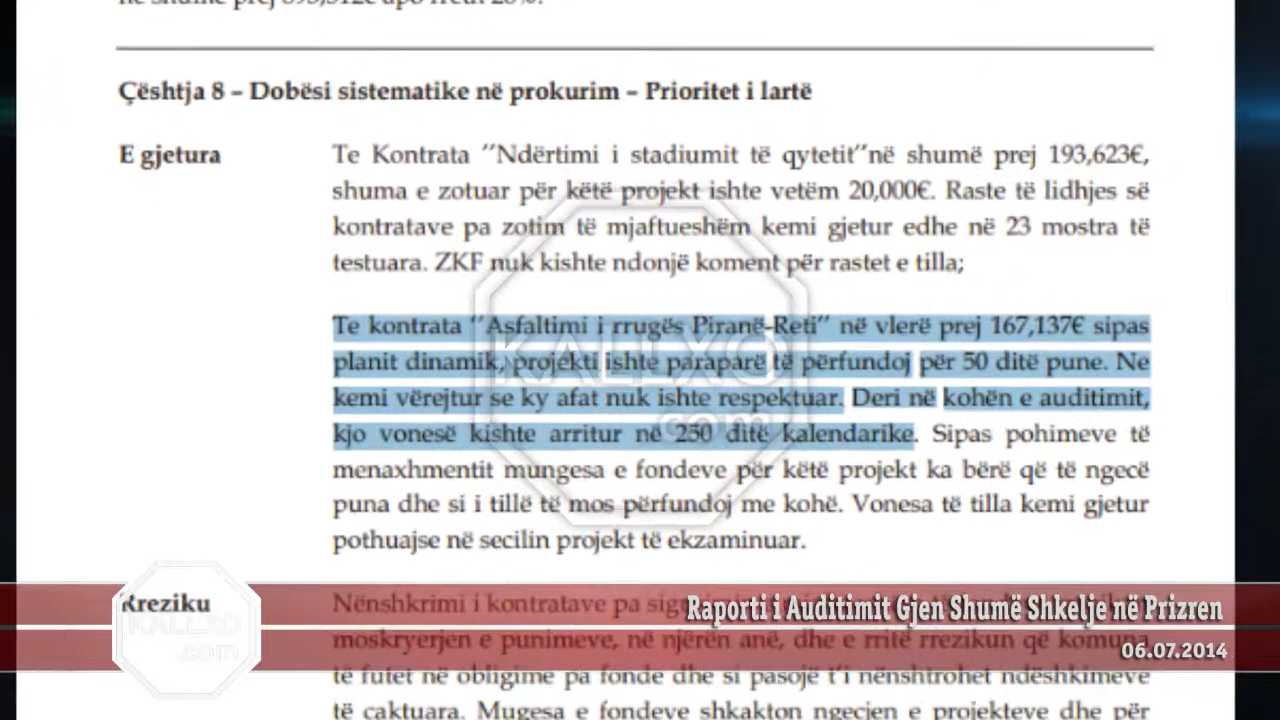 Çështja 8 – Dobësi sistematike në prokurim – Prioritet i lartë
E gjetura
Te Kontrata ‘’Ndërtimi i stadiumit të qytetit’’në shumë prej 193,623€,
shuma e zotuar për këtë projekt ishte vetëm 20,000€. Raste të lidhjes së
kontratave pa zotim të mjaftueshëm kemi gjetur edhe në 23 mostra të
testuara. ZKF nuk kishte ndonjë koment për rastet e tilla;
Te kontrata ‘’Asfaltimi i rrugës Piranë-Reti’’ në vlerë prej 167,137€ sipas
planit dinamik, projekti ishte paraparë të përfundoj për 50 ditë pune. Ne
kemi vërejtur se ky afat nuk ishte respektuar. Deri në kohën e auditimit,
kjo vonesë kishte arritur në 250 ditë kalendarike. Sipas pohimeve të
menaxhmentit mungesa e fondeve për këtë projekt ka bërë që të ngecë
puna dhe si i tillë të mos përfundoj me kohë. Vonesa të tilla kemi gjetur
pothuajse në secilin projekt të ekzaminuar.
KALLXO
.com
Rreziku
Nënshkrimi i kontratave pa
moskryerjen e punimeve, në njërën anë, dhe e rritë rrezikun që komuna
të futet në obligime pa fonde dhe si pasojë t’i nënshtrohet ndëshkimeve
të caktuara. Mugesa e fondeve shkakton ngecjen e projekteve dhe për
KALLXO
.com
Raporti i Auditimit Gjen Shumë Shkelje në Prizren
06.07.2014